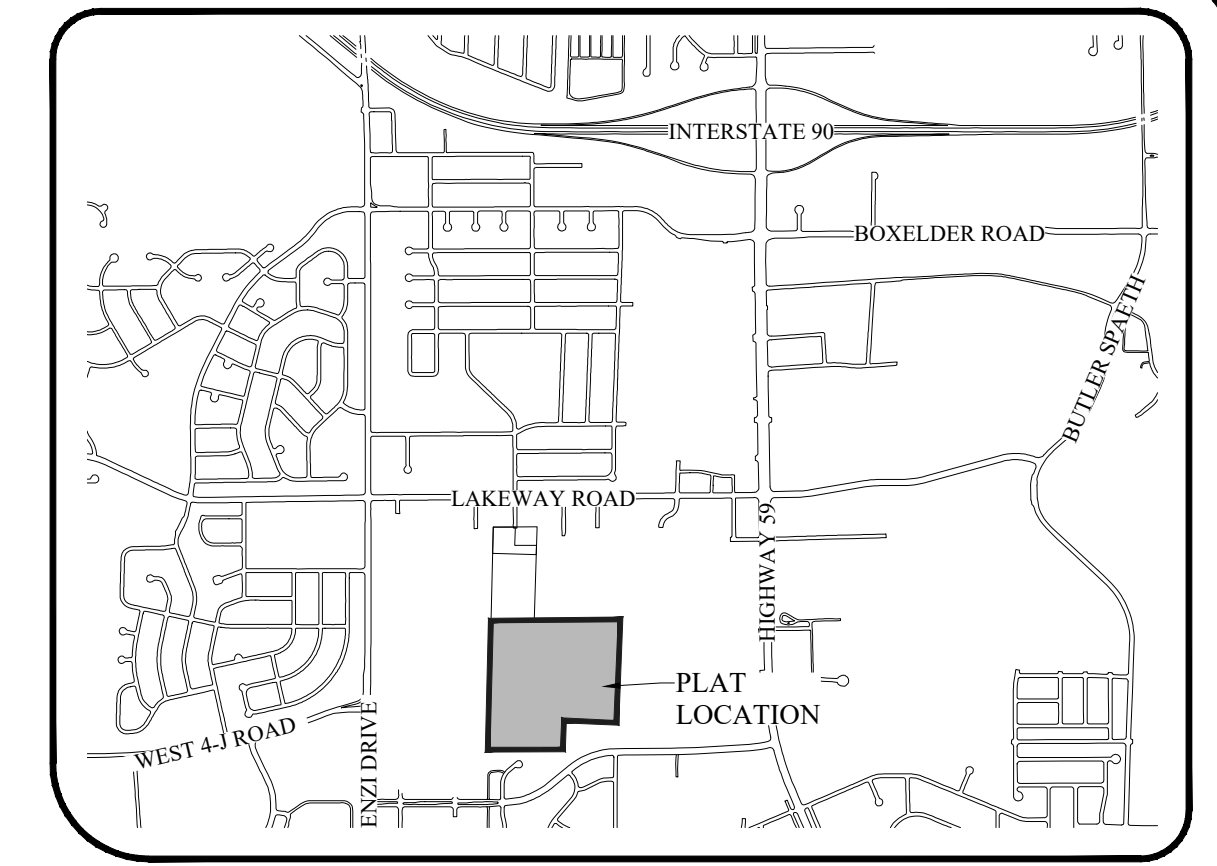 INTERSTATE 90
BOXELDER ROAD
BUTLER SPAETH
LAKEWAY ROAD
HIGHWAY 59
PLAT
LOCATION
WEST 4-J ROAD
ENZI DRIVE